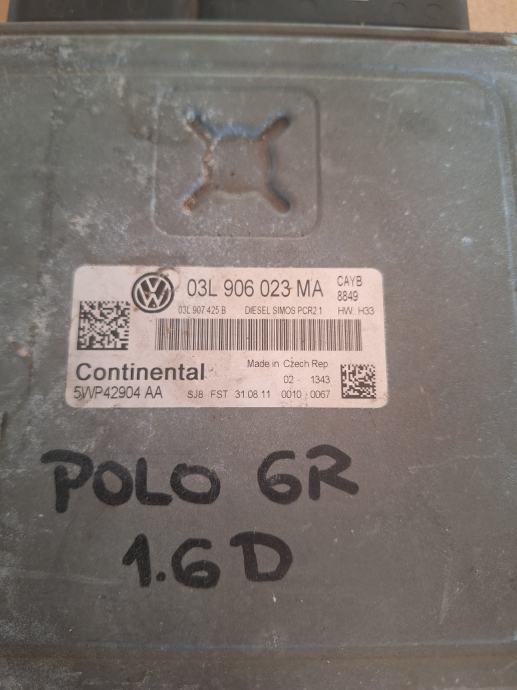 03L 906 023 MA CAYB
8849
03L 907 425 B DIESEL SIMOS PCR2.1 HW: H33
Continental Made in Czech Rep
02 - 1343
5WP42904 AA SJ8 FST 31.08.11 0010 0067
POLO 6R
1.6D